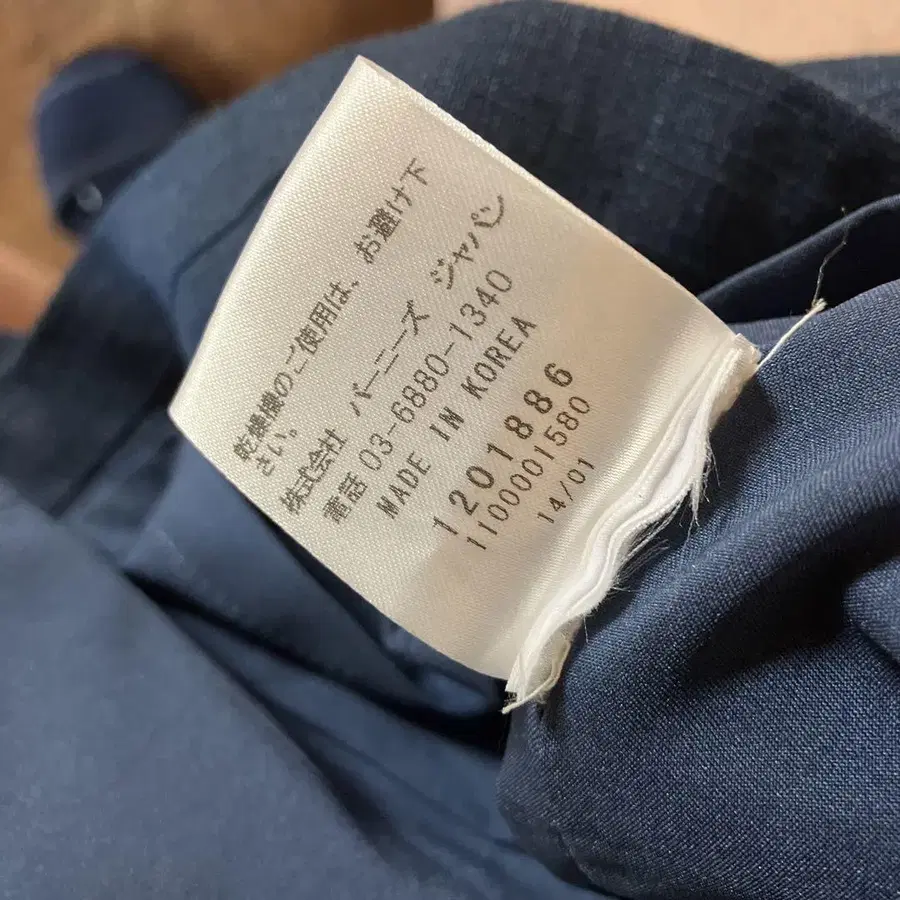 乾燥機のご使用は、お避け下
さい。
株式会社 バーニーズ ジャパン
電話 03-6880-1340
MADE IN KOREA
1201886
11000001580
14/01